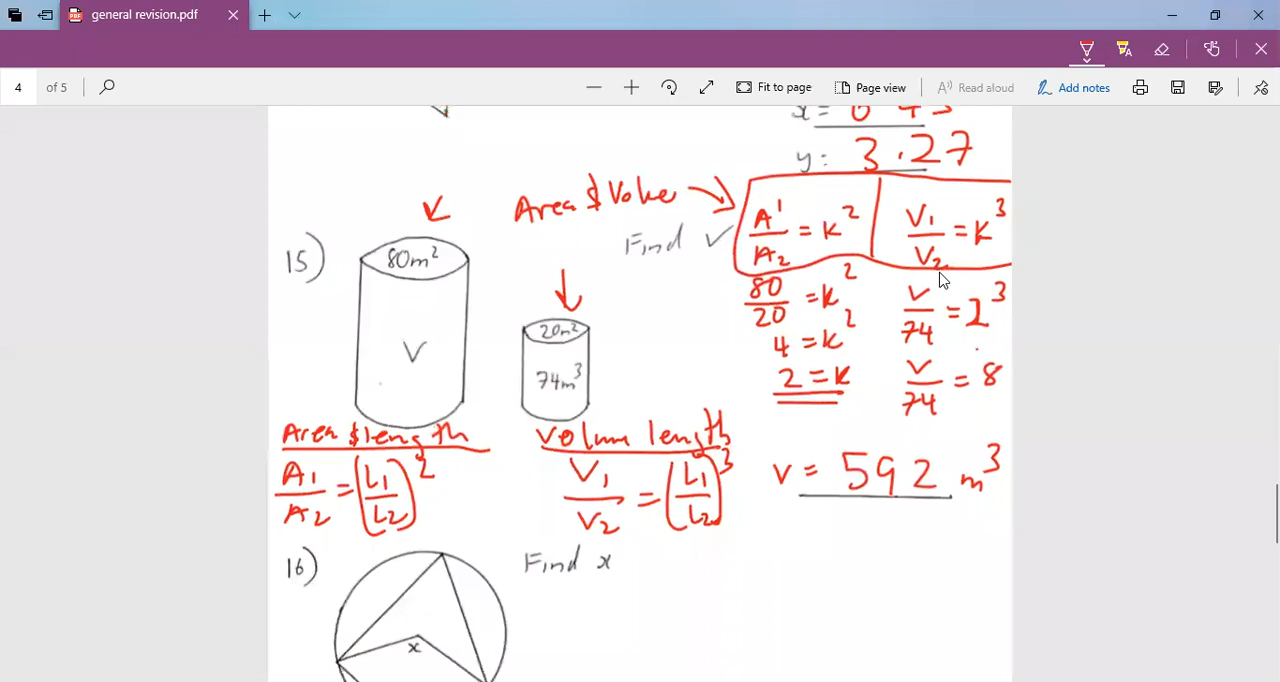 general revision.pdf
4 of 5
Fit to page
Page view
Read aloud
Add notes
y: 3.27
Area $ Volume
15)
80m²
Find V
A1/A2 = K²
V1/V2 = K³
20m²
V
74m³
80/20 = K²
4 = K²
2 = K
V/74 = 2³
V/74 = 8
Area $ length
A1/A2 = (L1/L2)²
Volum length
V1/V2 = (L1/L2)³
V = 592 m³
16)
Find x
x